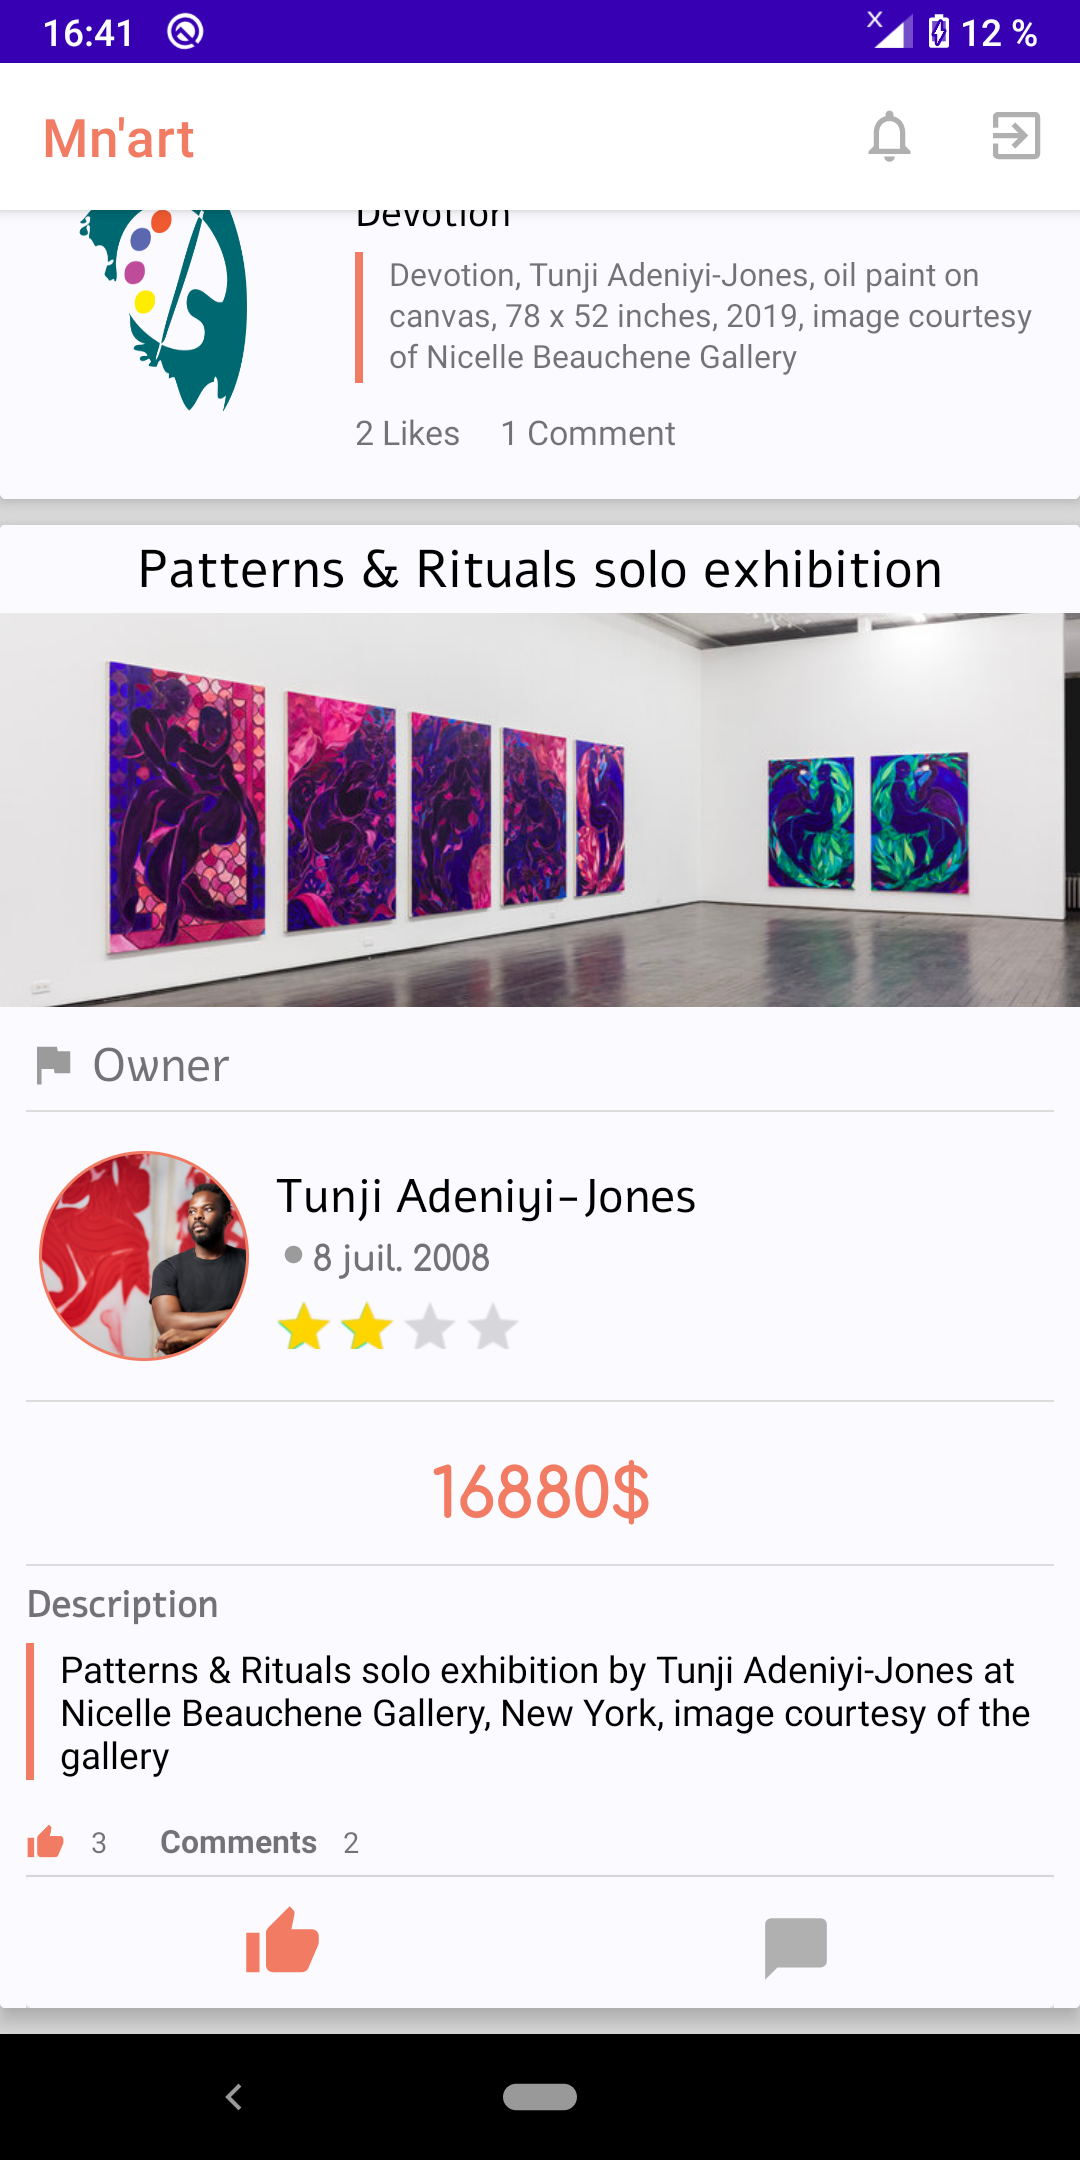 16:41
12 %
Mn'art
Devotion
Devotion, Tunji Adeniyi-Jones, oil paint on
canvas, 78 x 52 inches, 2019, image courtesy
of Nicelle Beauchene Gallery
2 Likes 1 Comment
Patterns & Rituals solo exhibition
Owner
Tunji Adeniyi-Jones
8 juil. 2008
16880$
Description
Patterns & Rituals solo exhibition by Tunji Adeniyi-Jones at
Nicelle Beauchene Gallery, New York, image courtesy of the
gallery
3 Comments 2